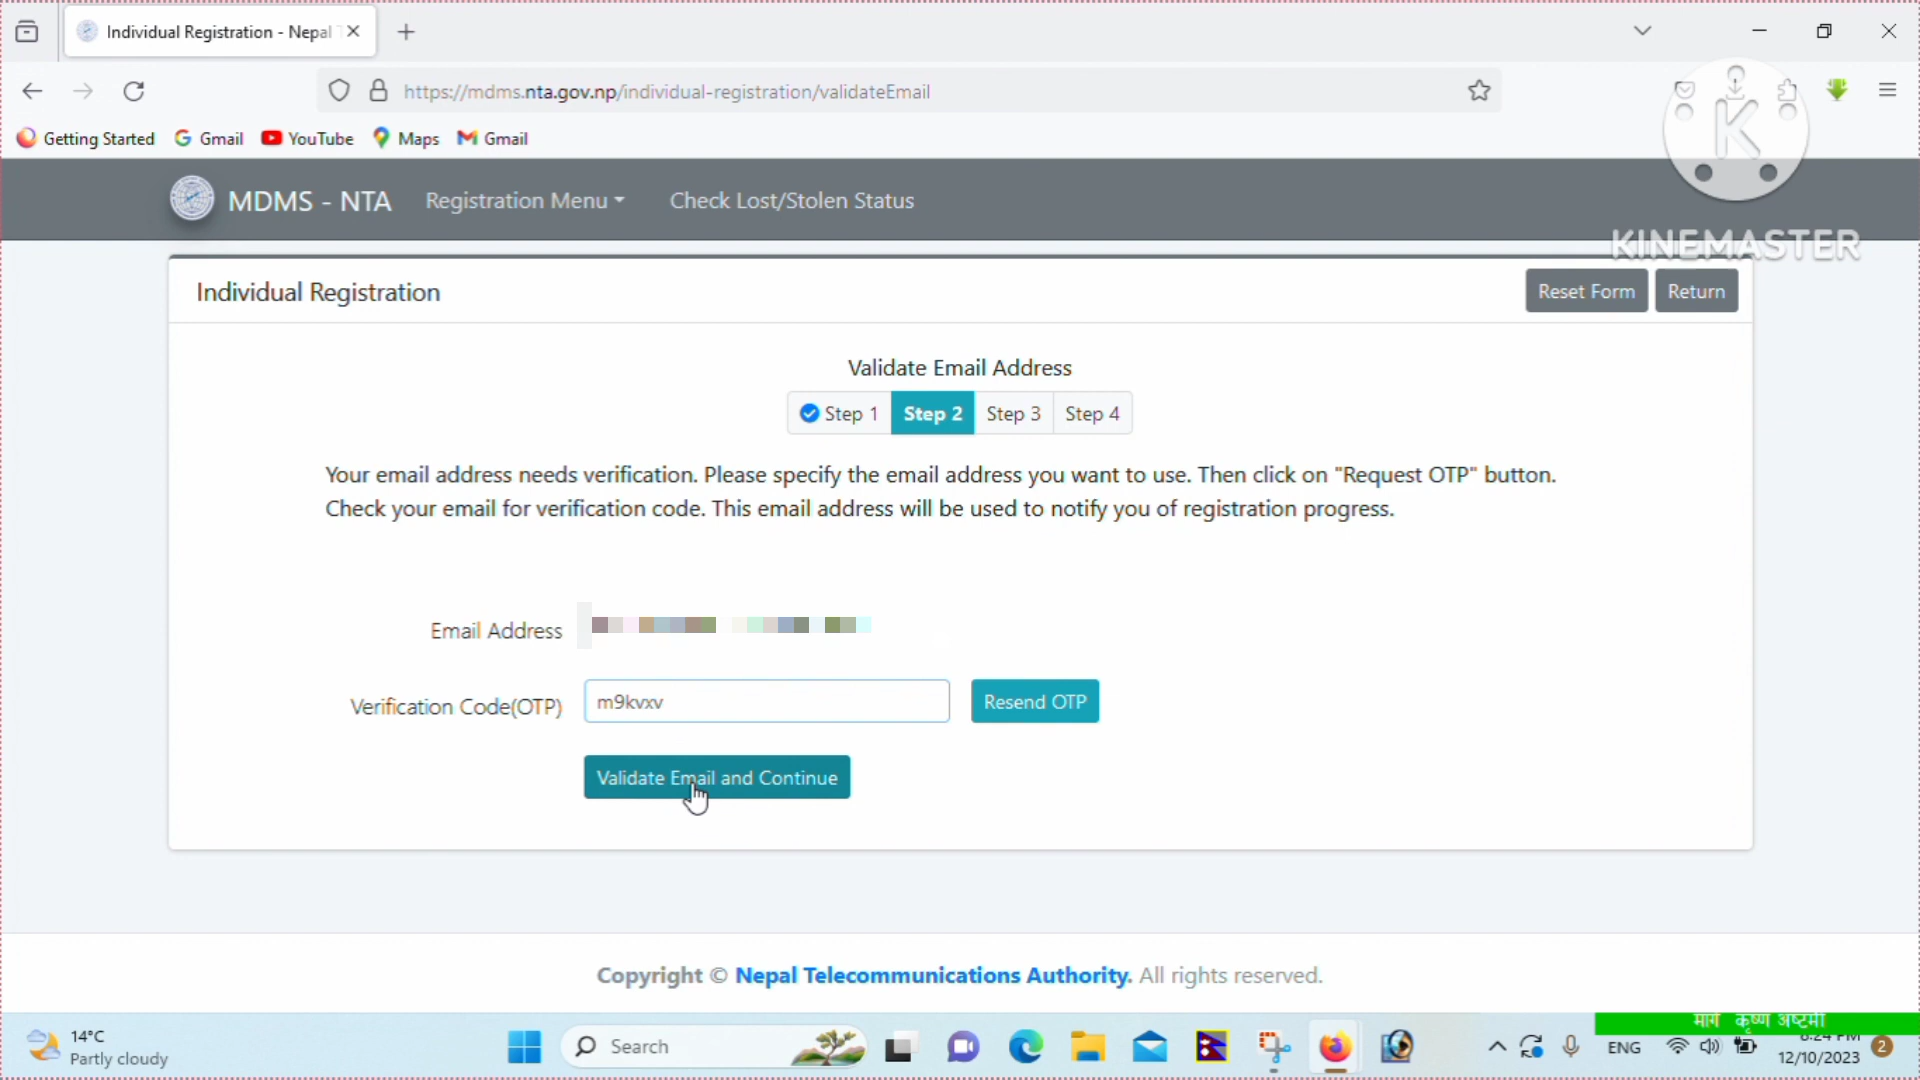 Individual Registration - Nepal
https://mdms.nta.gov.np/individual-registration/validateEmail
Getting Started
Gmail
YouTube
Maps
Gmail
K
KINEMASTER
MDMS - NTA
Registration Menu
Check Lost/Stolen Status
Individual Registration
Reset Form
Return
Validate Email Address
Step 1
Step 2
Step 3
Step 4
Your email address needs verification. Please specify the email address you want to use. Then click on "Request OTP" button.
Check your email for verification code. This email address will be used to notify you of registration progress.
Email Address
Verification Code(OTP)
m9kvxv
Resend OTP
Validate Email and Continue
Copyright © Nepal Telecommunications Authority. All rights reserved.
14°C
Partly cloudy
Search
ENG
मार्ग कृष्ण अष्टमी
12/10/2023
2